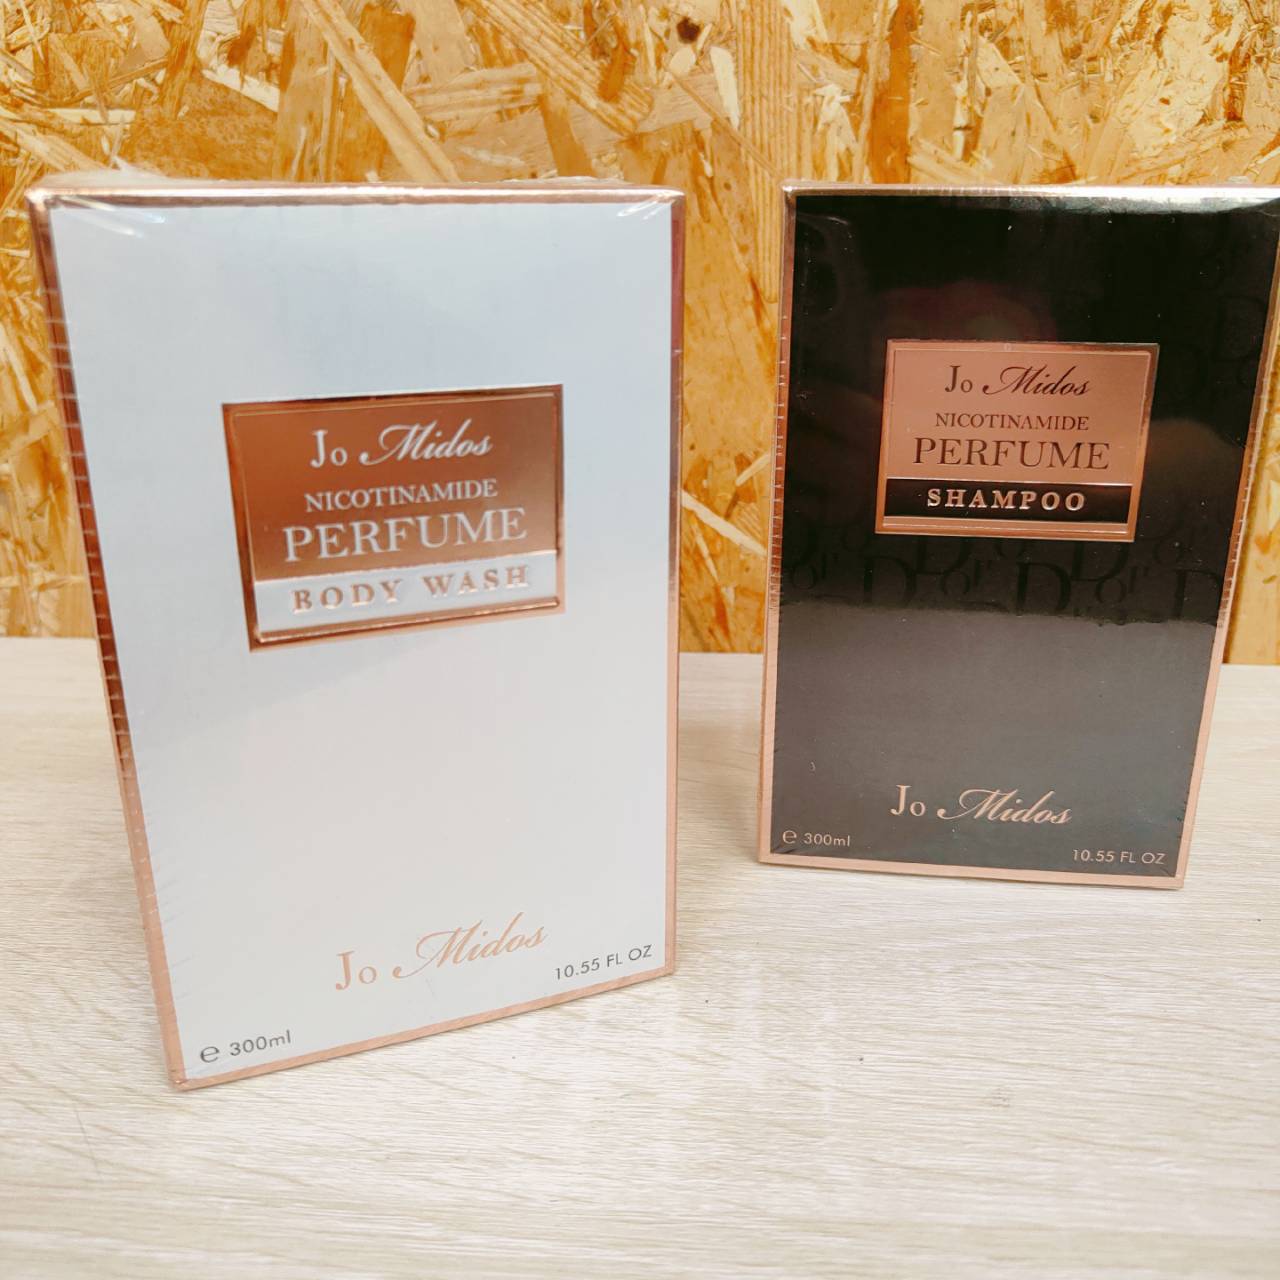 Jo Midos
NICOTINAMIDE
PERFUME
BODY WASH
Jo Midos
e 300ml
10.55 FL OZ
Jo Midos
NICOTINAMIDE
PERFUME
SHAMPOO
Jo Midos
e 300ml
10.55 FL OZ